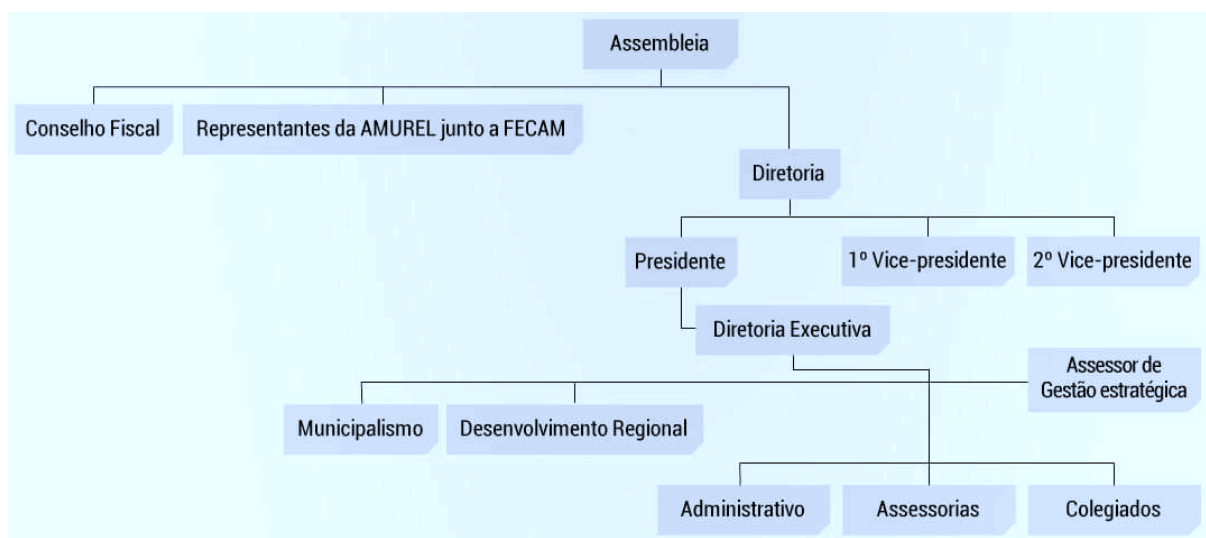 Assembleia
Conselho Fiscal
Representantes da AMUREL junto a FECAM
Diretoria
Presidente
1º Vice-presidente
2º Vice-presidente
Diretoria Executiva
Assessor de
Gestão estratégica
Municipalismo
Desenvolvimento Regional
Administrativo
Assessorias
Colegiados